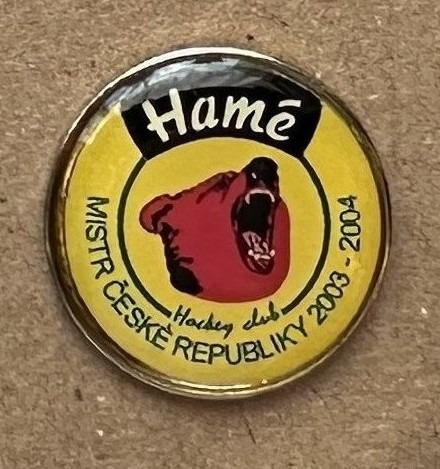 Hamé
Hockey club
MISTR ČESKÉ REPUBLIKY 2003 - 2004